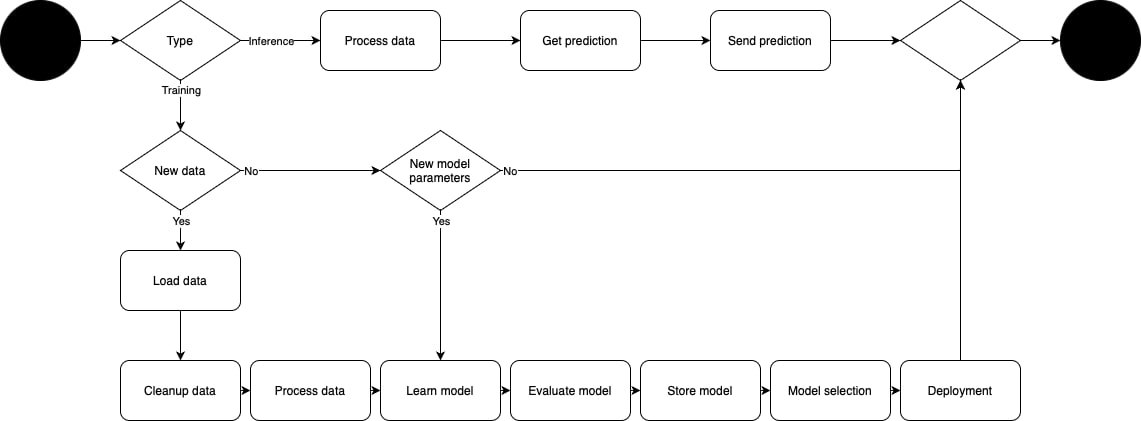 Type
Inference
Process data
Get prediction
Send prediction
Training
New data
No
New model
parameters
No
Yes
Yes
Load data
Cleanup data
Process data
Learn model
Evaluate model
Store model
Model selection
Deployment